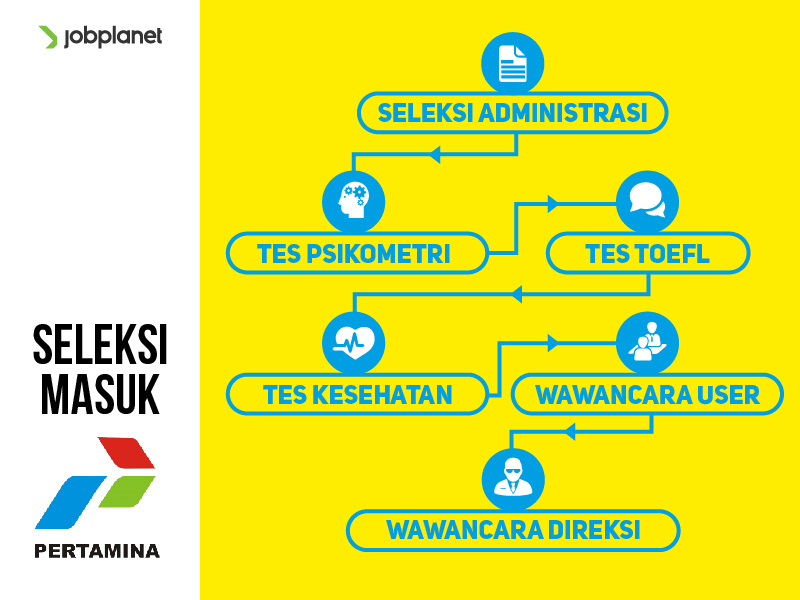 jobplanet
SELEKSI
MASUK
PERTAMINA
SELEKSI ADMINISTRASI
TES PSIKOMETRI
TES TOEFL
TES KESEHATAN
WAWANCARA USER
WAWANCARA DIREKSI